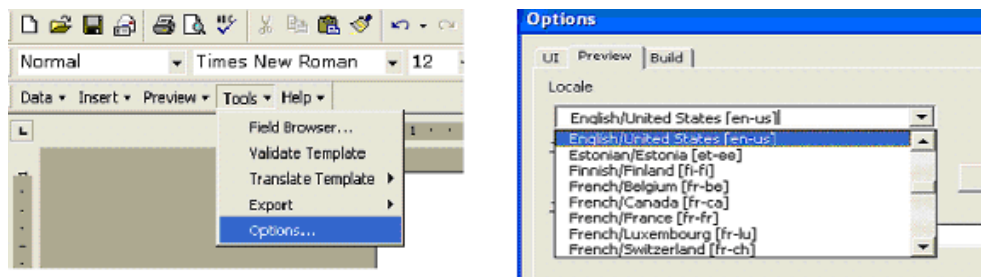 Normal Times New Roman 12
Data Insert Preview Tools Help
Field Browser...
Validate Template
Translate Template
Export
Options...
1
Options
UI Preview Build
Locale
English/United States [en-us]
English/United States [en-us]
Estonian/Estonia [et-ee]
Finnish/Finland [fi-fi]
French/Belgium [fr-be]
French/Canada [fr-ca]
French/France [fr-fr]
French/Luxembourg [fr-lu]
French/Switzerland [fr-ch]